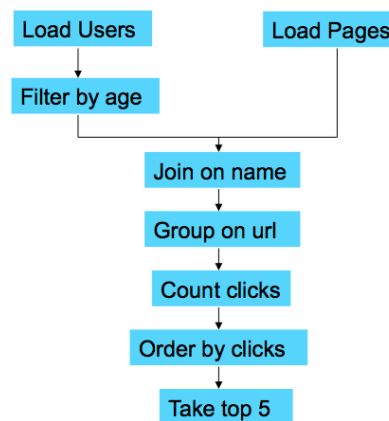 Load Users
Load Pages
Filter by age
Join on name
Group on url
Count clicks
Order by clicks
Take top 5